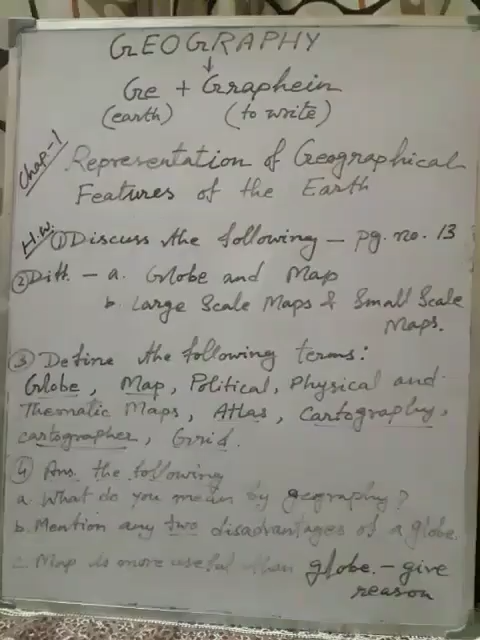 GEOGRAPHY
↓
Ge + Graphein
(earth) (to write)
Chap-1 Representation of Geographical
Features of the Earth
H.W. ① Discuss the following — pg. no. 13
② Diff. — a. Globe and Map
b. Large Scale Maps & Small Scale
Maps.
③ Define the following terms:
Globe, Map, Political, Physical and
Thematic Maps, Atlas, Cartography,
cartographer, Grid.
④ Ans. the following
a. What do you mean by geography?
b. Mention any two disadvantages of a globe.
c. Map is more useful than globe. – give
reason